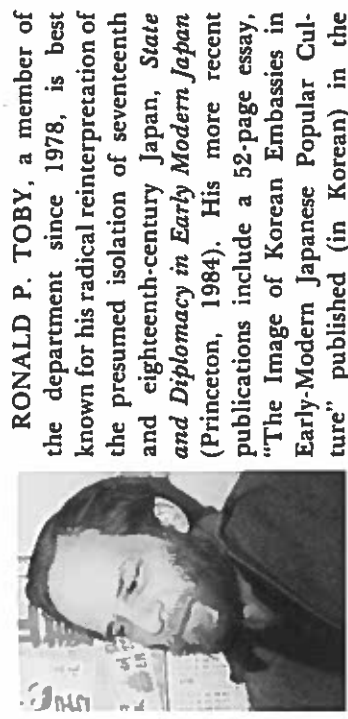 RONALD P. TOBY, a member of
the department since 1978, is best
known for his radical reinterpretation of
the presumed isolation of seventeenth
and eighteenth-century Japan, State
and Diplomacy in Early Modern Japan
(Princeton, 1984). His more recent
publications include a 52-page essay,
“The Image of Korean Embassies in
Early-Modern Japanese Popular Cul-
ture” published (in Korean) in the